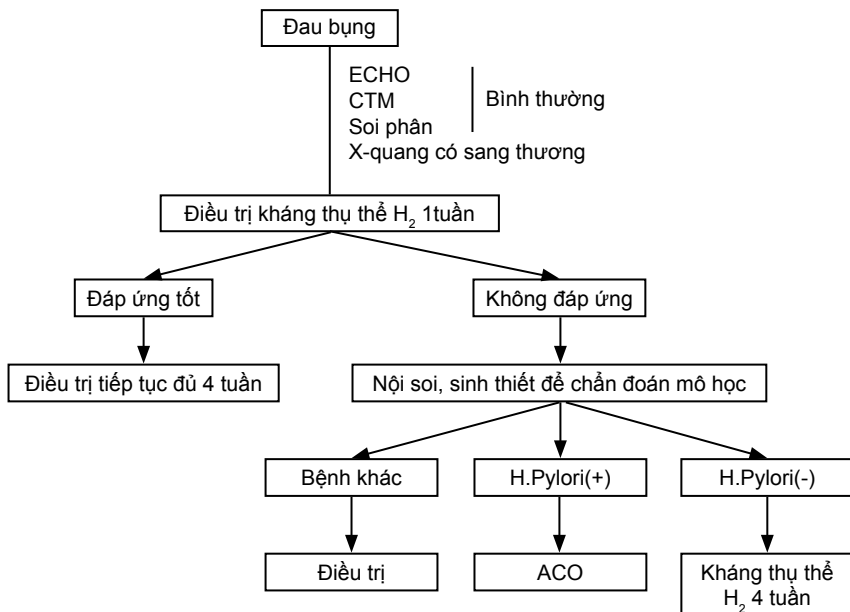 Đau bụng
ECHO
CTM
Soi phân
Bình thường
X-quang có sang thương
Điều trị kháng thụ thể H₂ 1tuần
Đáp ứng tốt
Không đáp ứng
Điều trị tiếp tục đủ 4 tuần
Nội soi, sinh thiết để chẩn đoán mô học
Bệnh khác
H.Pylori(+)
H.Pylori(-)
Điều trị
ACO
Kháng thụ thể
H₂ 4 tuần